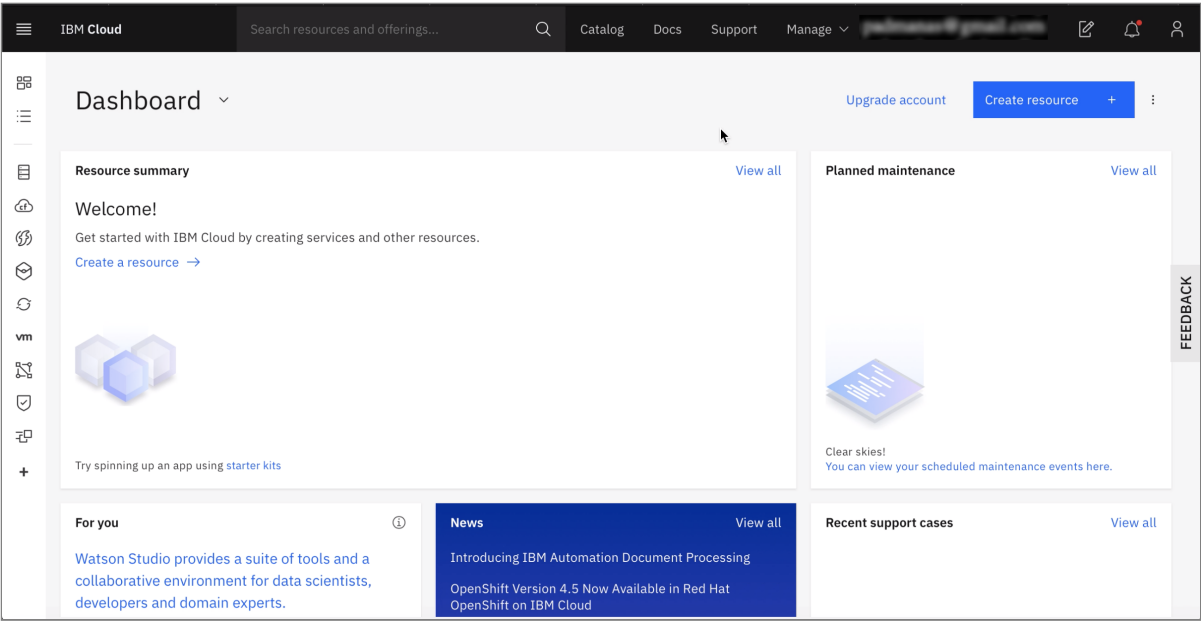 IBM Cloud
Search resources and offerings...
Catalog
Docs
Support
Manage
Dashboard
Upgrade account
Create resource +
Resource summary
View all
Welcome!
Get started with IBM Cloud by creating services and other resources.
Create a resource →
Try spinning up an app using starter kits
Planned maintenance
View all
Clear skies!
You can view your scheduled maintenance events here.
For you
Watson Studio provides a suite of tools and a
collaborative environment for data scientists,
developers and domain experts.
News
View all
Introducing IBM Automation Document Processing
OpenShift Version 4.5 Now Available in Red Hat
OpenShift on IBM Cloud
Recent support cases
View all
cf
vm
FEEDBACK